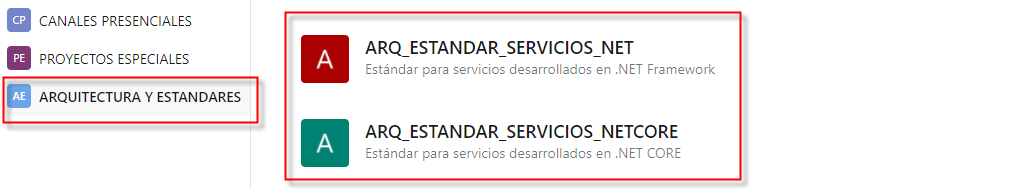 CP CANALES PRESENCIALES
PE PROYECTOS ESPECIALES
AE ARQUITECTURA Y ESTANDARES
A ARQ_ESTANDAR_SERVICIOS_NET
Estándar para servicios desarrollados en .NET Framework
A ARQ_ESTANDAR_SERVICIOS_NETCORE
Estándar para servicios desarrollados en .NET CORE